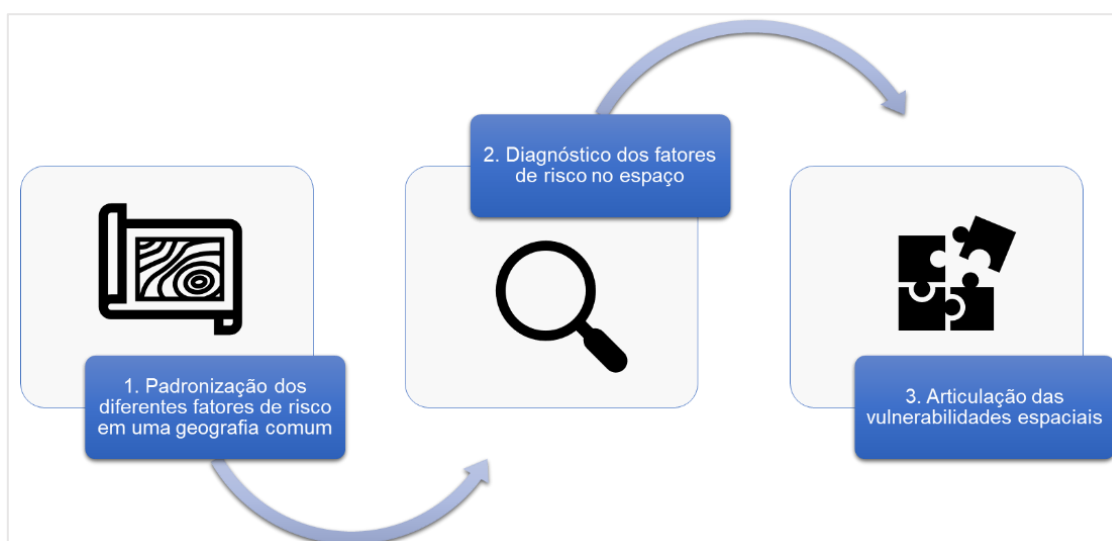 1. Padronização dos
diferentes fatores de risco
em uma geografia comum
2. Diagnóstico dos fatores
de risco no espaço
3. Articulação das
vulnerabilidades espaciais